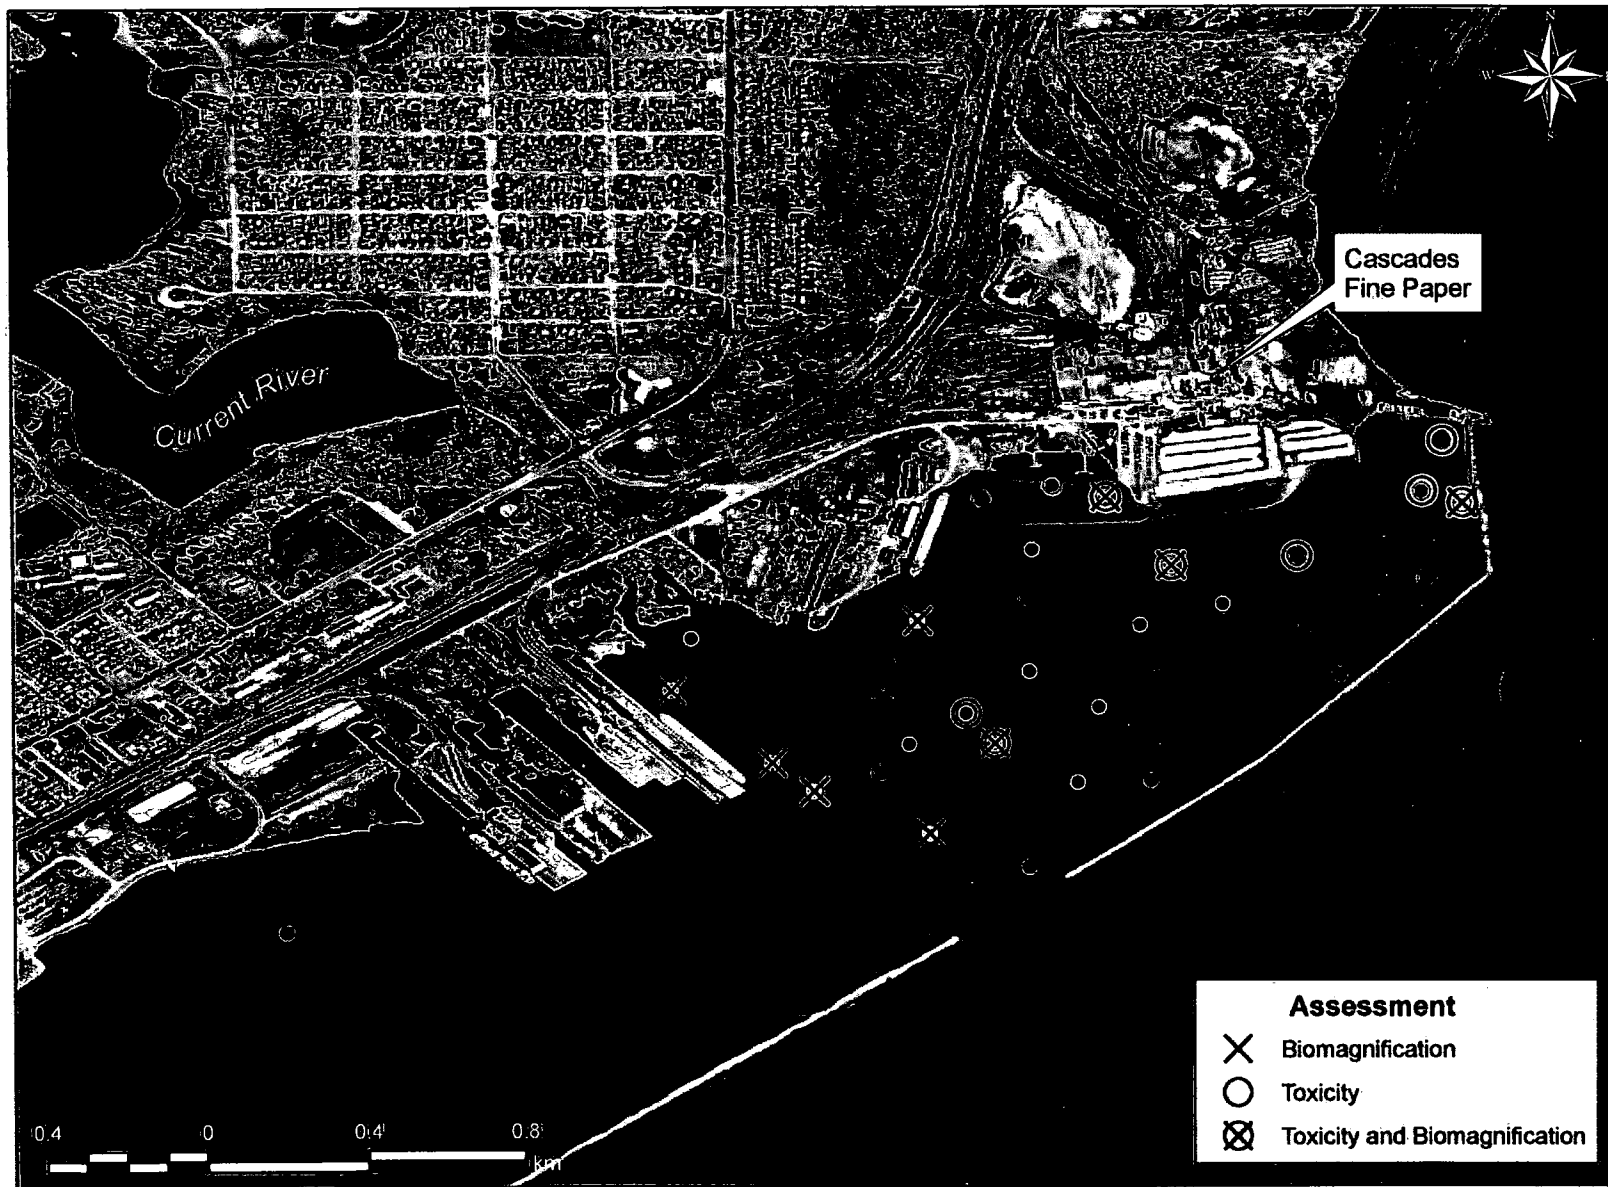 N
W
S
Cascades
Fine Paper
Current River
Assessment
Biomagnification
Toxicity
Toxicity and Biomagnification
0.4 0 0.4 0.8
km